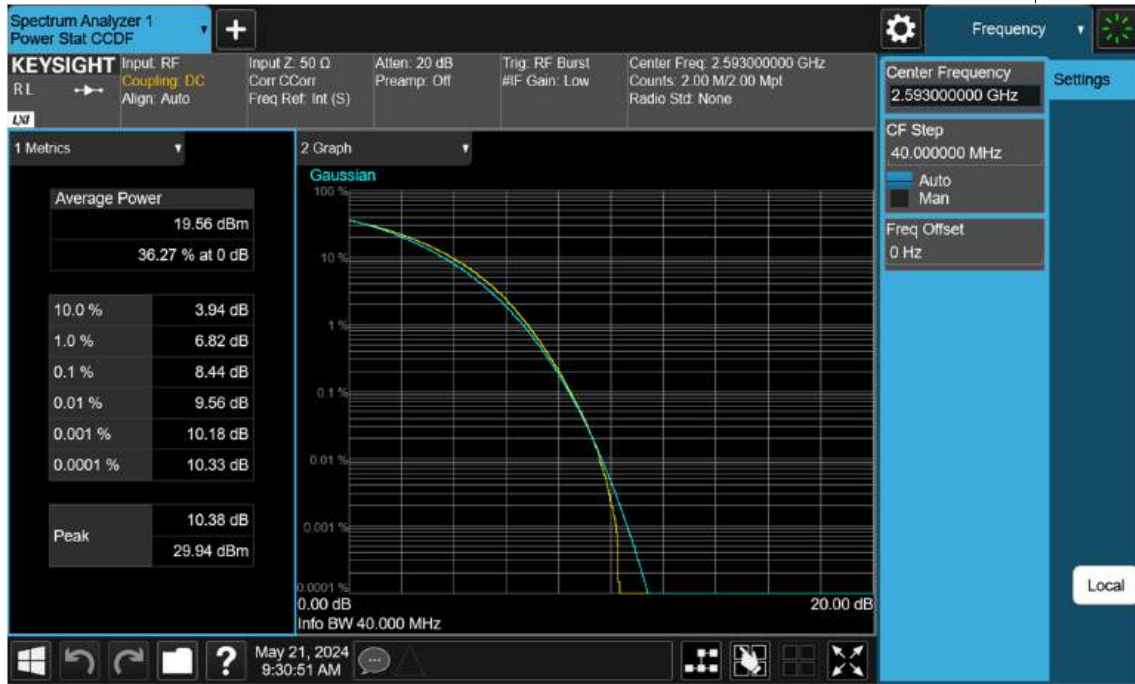 Spectrum Analyzer 1
Power Stat CCDF
+
Frequency
KEYSIGHT
RL
LXI
Input: RF
Coupling: DC
Align: Auto
Input Z: 50 Ω
Corr CCorr
Freq Ref: Int (S)
Atten: 20 dB
Preamp: Off
Trig: RF Burst
#IF Gain: Low
Center Freq: 2.593000000 GHz
Counts: 2.00 M/2.00 Mpt
Radio Std: None
Center Frequency
2.593000000 GHz
Settings
CF Step
40.000000 MHz
Auto
Man
Freq Offset
0 Hz
1 Metrics
Average Power
19.56 dBm
36.27 % at 0 dB
10.0 % 3.94 dB
1.0 % 6.82 dB
0.1 % 8.44 dB
0.01 % 9.56 dB
0.001 % 10.18 dB
0.0001 % 10.33 dB
Peak
10.38 dB
29.94 dBm
2 Graph
Gaussian
100 %
10 %
1 %
0.1 %
0.01 %
0.001 %
0.0001 %
0.00 dB 20.00 dB
Info BW 40.000 MHz
Local
?
May 21, 2024
9:30:51 AM